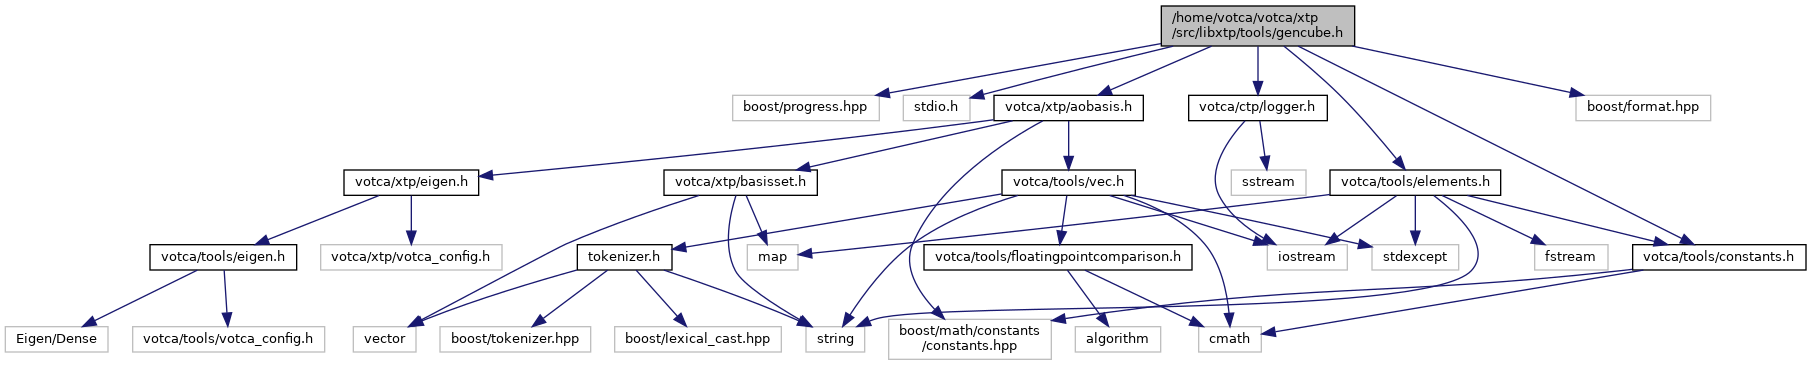 /home/votca/votca/xtp
/src/libxtp/tools/gencube.h
boost/progress.hpp
stdio.h
votca/xtp/aobasis.h
votca/ctp/logger.h
boost/format.hpp
votca/xtp/eigen.h
votca/xtp/basisset.h
votca/tools/vec.h
sstream
votca/tools/elements.h
votca/tools/eigen.h
votca/xtp/votca_config.h
tokenizer.h
map
votca/tools/floatingpointcomparison.h
iostream
stdexcept
fstream
votca/tools/constants.h
Eigen/Dense
votca/tools/votca_config.h
vector
boost/tokenizer.hpp
boost/lexical_cast.hpp
string
boost/math/constants
/constants.hpp
algorithm
cmath